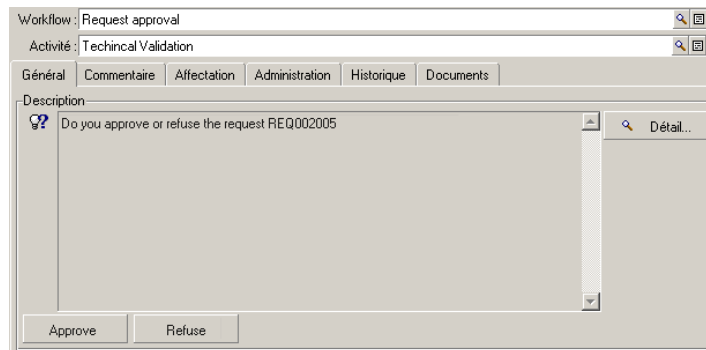 Workflow : Request approval
Activité : Techincal Validation
Général Commentaire Affectation Administration Historique Documents
Description
Do you approve or refuse the request REQ002005
Détail...
Approve Refuse